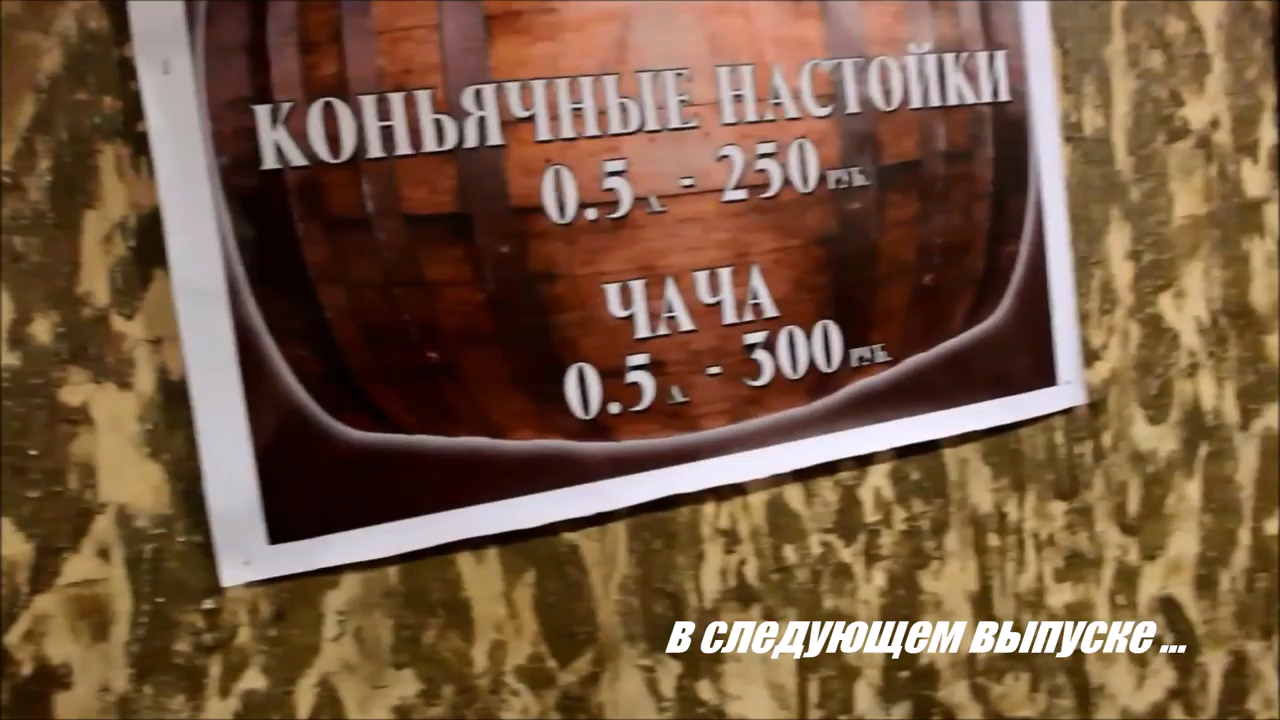 КОНЬЯЧНЫЕ НАСТОЙКИ
0.5 л. - 250 РУБ.
ЧАЧА
0.5 л. - 300 РУБ.
в следующем выпуске ...